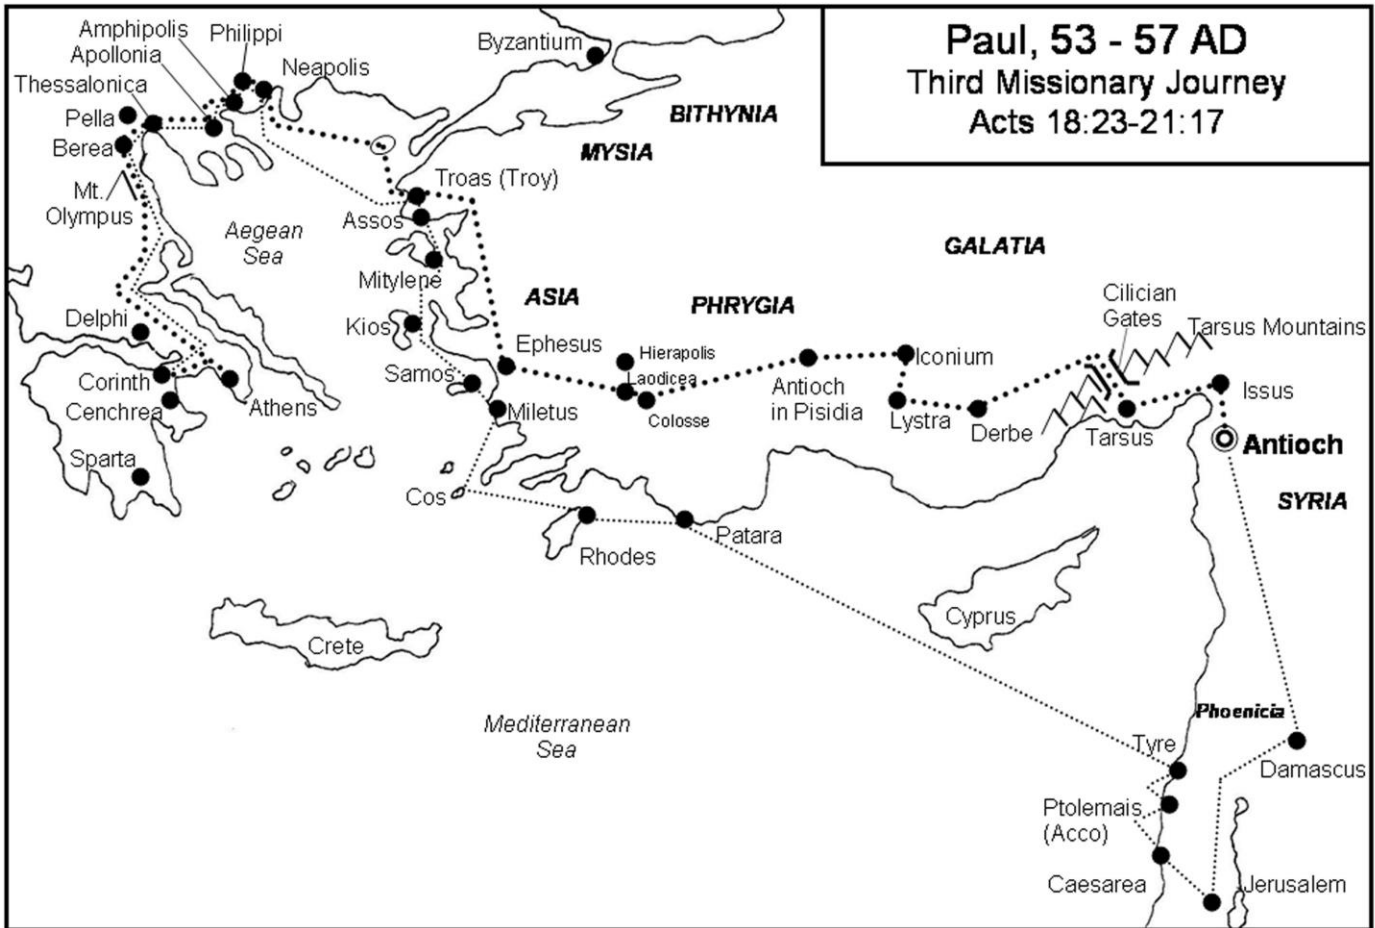 Paul, 53 - 57 AD
Third Missionary Journey
Acts 18:23-21:17
Amphipolis
Philippi
Apollonia
Neapolis
Thessalonica
Byzantium
Pella
BITHYNIA
Berea
MYSIA
Mt.
Olympus
Troas (Troy)
Assos
Aegean
Sea
GALATIA
Mitylene
ASIA
PHRYGIA
Cilician
Gates
Tarsus Mountains
Delphi
Kios
Ephesus
Hierapolis
Iconium
Corinth
Samos
Laodicea
Antioch
in Pisidia
Issus
Cenchrea
Athens
Miletus
Colosse
Lystra
Derbe
Tarsus
Antioch
Sparta
Cos
SYRIA
Rhodes
Patara
Cyprus
Crete
Mediterranean
Sea
Phoenicia
Tyre
Damascus
Ptolemais
(Acco)
Caesarea
Jerusalem